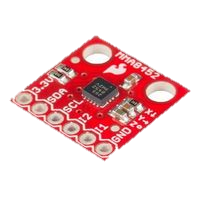 MMA8452
3.3V
SDA
SCL
I2
I1
GND
X
Y
Z